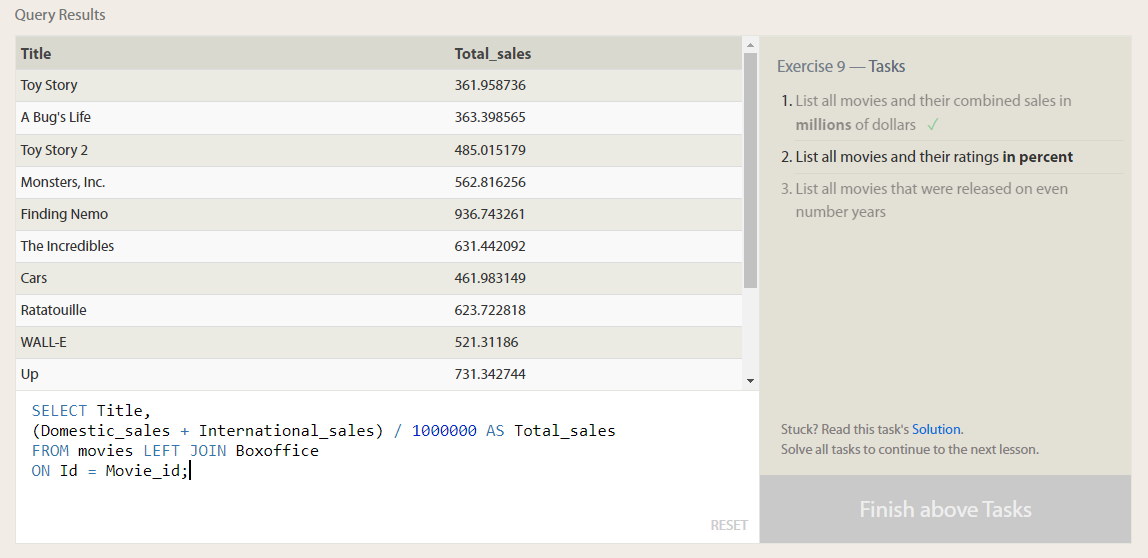 Query Results
Title Total_sales
Toy Story 361.958736
A Bug's Life 363.398565
Toy Story 2 485.015179
Monsters, Inc. 562.816256
Finding Nemo 936.743261
The Incredibles 631.442092
Cars 461.983149
Ratatouille 623.722818
WALL-E 521.31186
Up 731.342744
SELECT Title,
(Domestic_sales + International_sales) / 1000000 AS Total_sales
FROM movies LEFT JOIN Boxoffice
ON Id = Movie_id;
RESET
Exercise 9 — Tasks
1. List all movies and their combined sales in
millions of dollars ✓
2. List all movies and their ratings in percent
3. List all movies that were released on even
number years
Stuck? Read this task's Solution.
Solve all tasks to continue to the next lesson.
Finish above Tasks